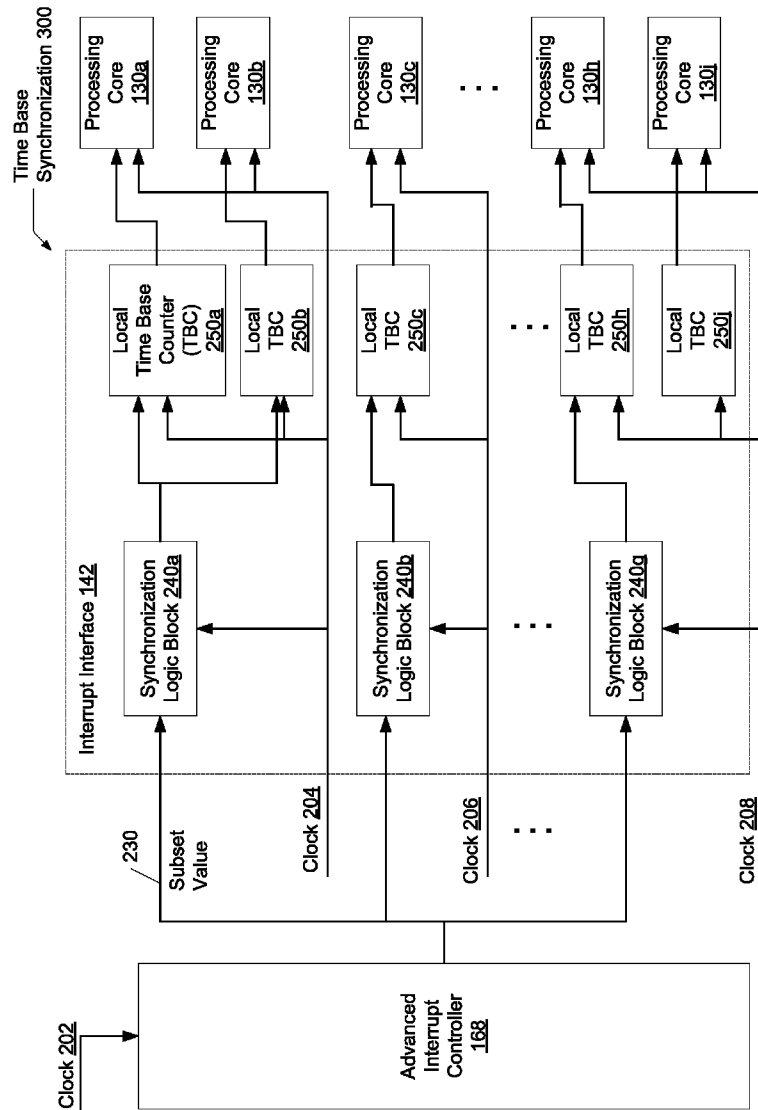 Time Base
Synchronization 300
Processing
Core 130a
Processing
Core 130b
Processing
Core 130c
. . .
Processing
Core 130h
Processing
Core 130j
Interrupt Interface 142
Local
Time Base
Counter
(TBC)
250a
Local
TBC
250b
Local
TBC
250c
. . .
Local
TBC
250h
Local
TBC
250j
Synchronization
Logic Block 240a
Synchronization
Logic Block 240b
. . .
Synchronization
Logic Block 240g
230
Subset
Value
Clock 204
Clock 206
. . .
Clock 208
Clock 202
Advanced
Interrupt
Controller
168